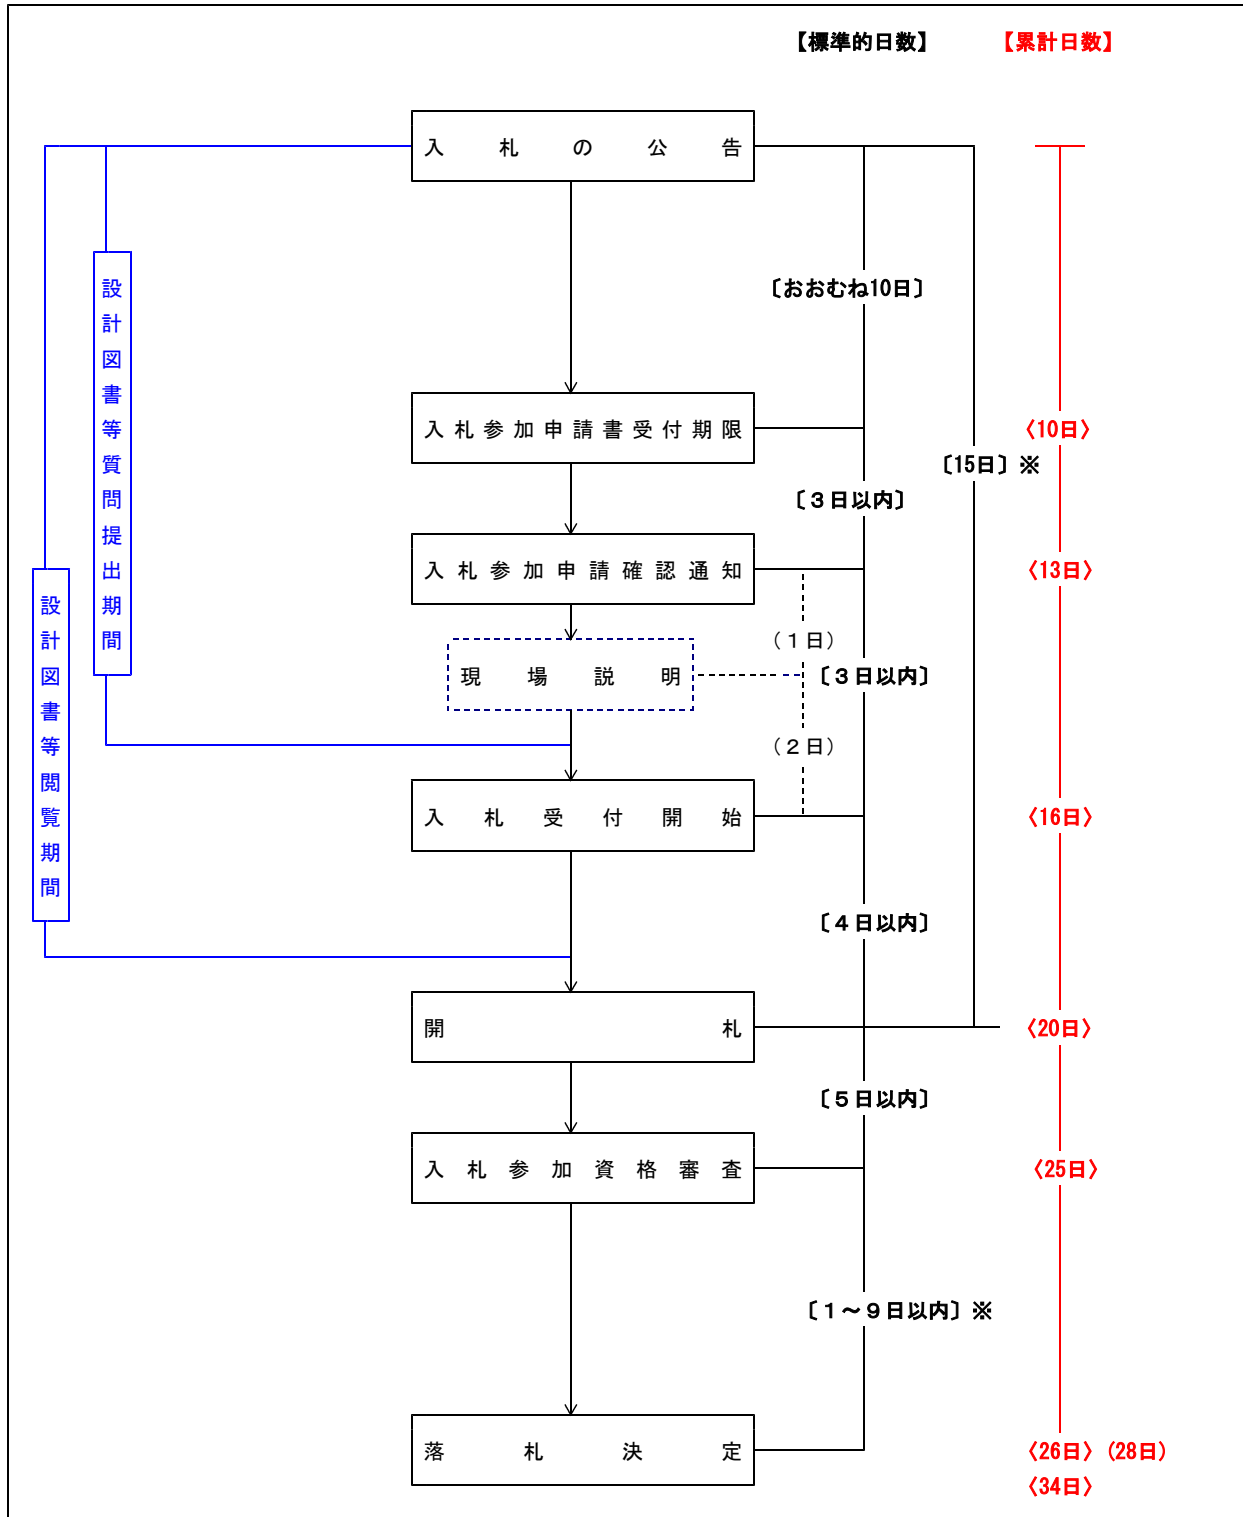 【標準的日数】 【累計日数】
入札の公告
〔おおむね10日〕
設計図書等質問提出期間
入札参加申請書受付期限
〈10日〉
〔15日〕※
〔３日以内〕
入札参加申請確認通知
〈13日〉
設計図書等閲覧期間
（１日）
現場説明
〔３日以内〕
（２日）
入札受付開始
〈16日〉
〔４日以内〕
開札
〈20日〉
〔５日以内〕
入札参加資格審査
〈25日〉
〔１～９日以内〕※
落札決定
〈26日〉(28日)
〈34日〉